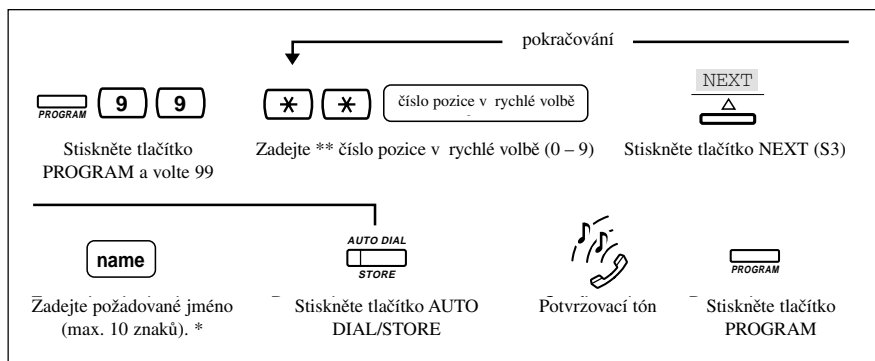 pokračování
PROGRAM 9 9
* * číslo pozice v rychlé volbě
NEXT
Stiskněte tlačítko
PROGRAM a volte 99
Zadejte ** číslo pozice v rychlé volbě (0 – 9)
Stiskněte tlačítko NEXT (S3)
name
AUTO DIAL
STORE
PROGRAM
Zadejte požadované jméno
(max. 10 znaků). *
Stiskněte tlačítko AUTO
DIAL/STORE
Potvrzovací tón
Stiskněte tlačítko
PROGRAM